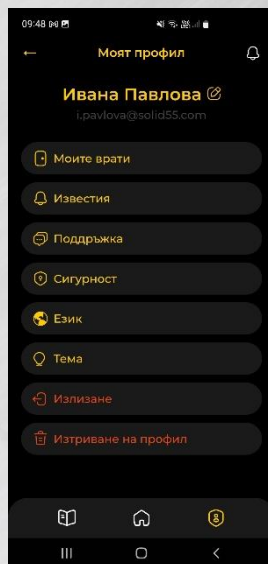 09:48
Моят профил
Ивана Павлова
i.pavlova@solid55.com
Моите врати
Известия
Поддръжка
Сигурност
Език
Тема
Излизане
Изтриване на профил